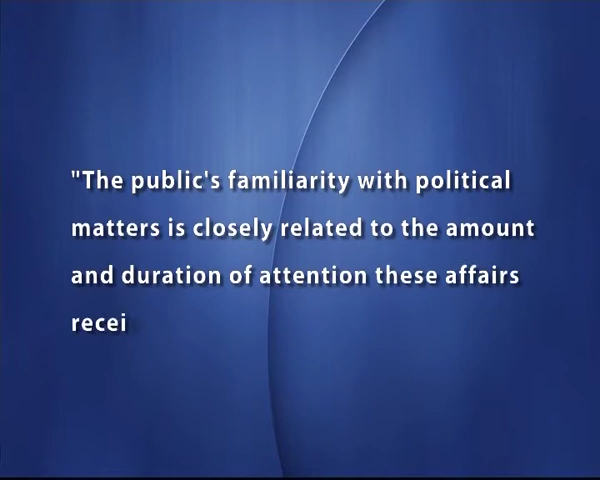 "The public's familiarity with political
matters is closely related to the amount
and duration of attention these affairs
recei